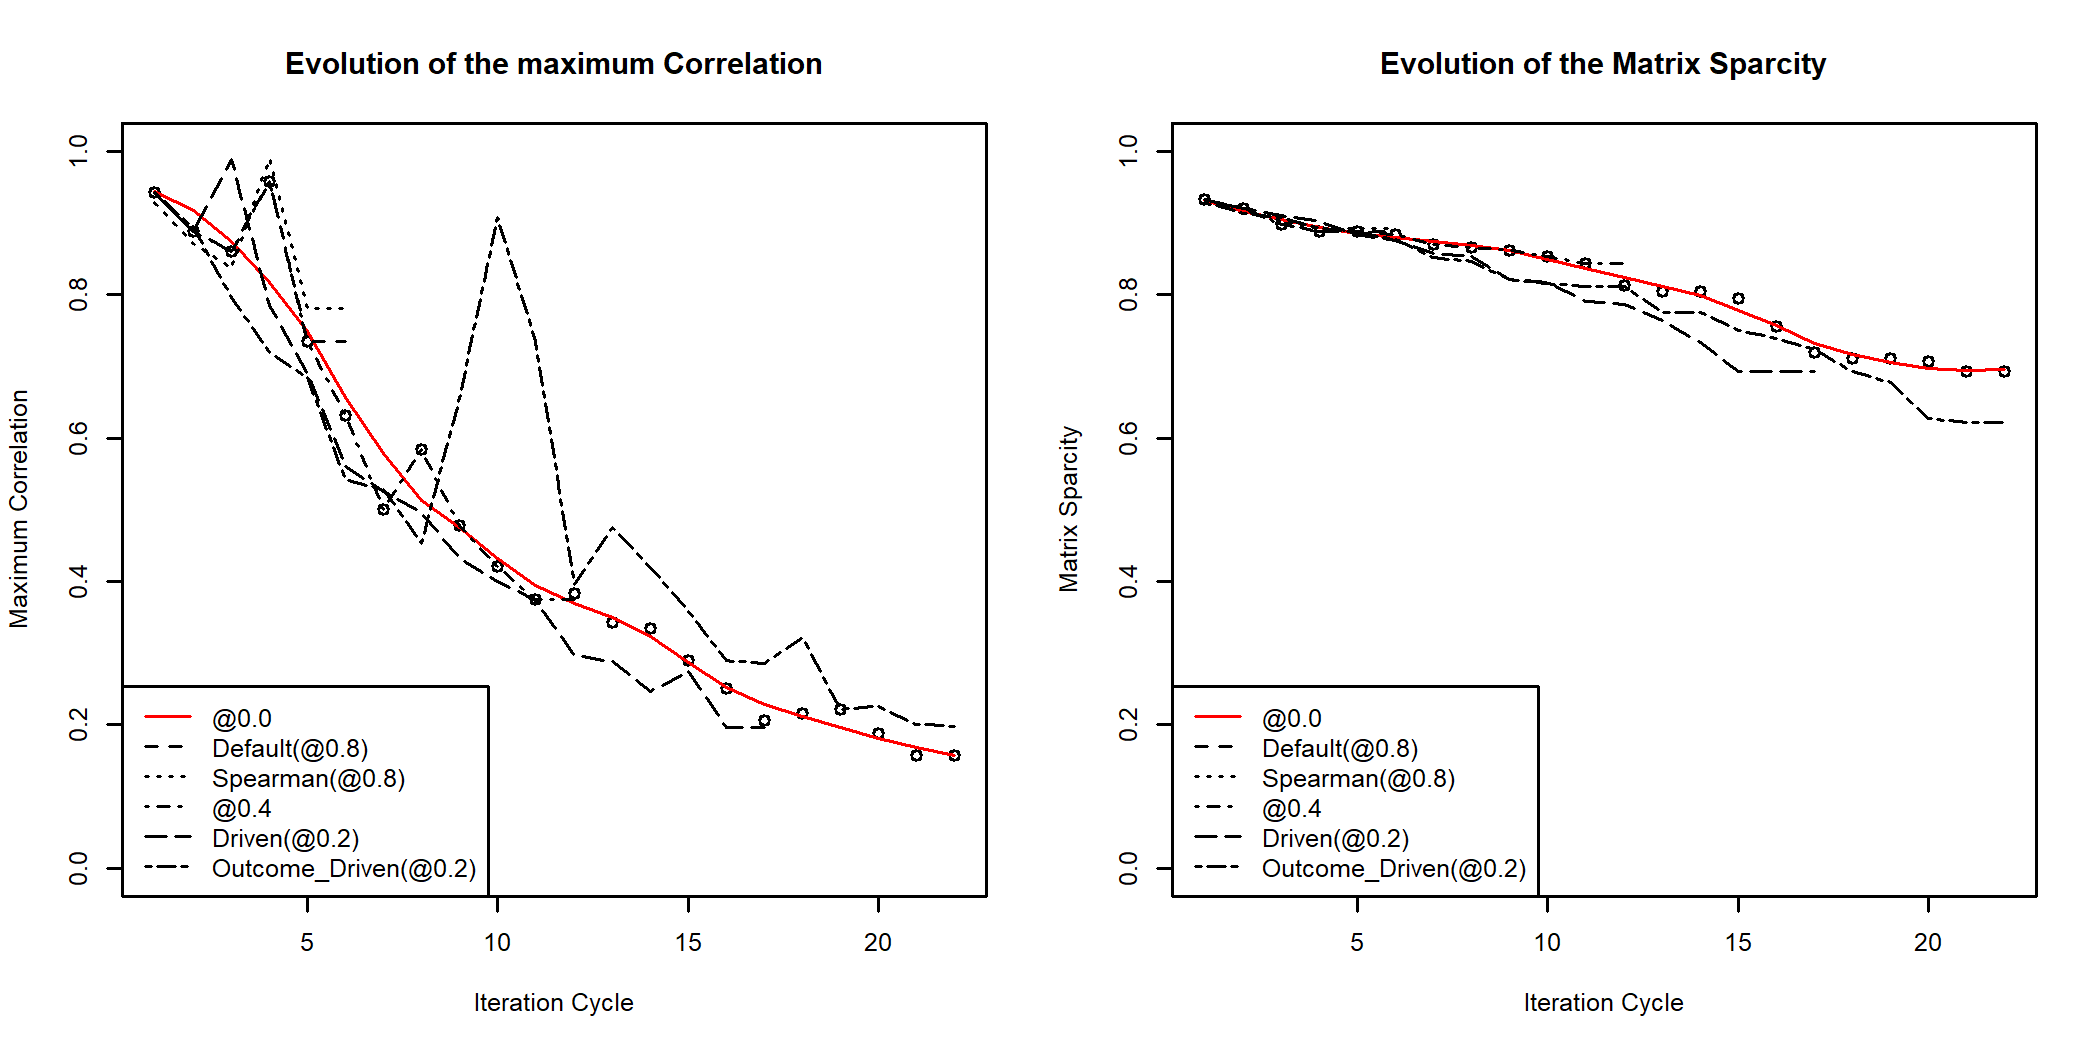 Evolution of the maximum Correlation
Maximum Correlation
1.0
0.8
0.6
0.4
0.2
0.0
@0.0
Default(@0.8)
Spearman(@0.8)
@0.4
Driven(@0.2)
Outcome_Driven(@0.2)
5
10
15
20
Iteration Cycle
Evolution of the Matrix Sparcity
Matrix Sparcity
1.0
0.8
0.6
0.4
0.2
0.0
@0.0
Default(@0.8)
Spearman(@0.8)
@0.4
Driven(@0.2)
Outcome_Driven(@0.2)
5
10
15
20
Iteration Cycle